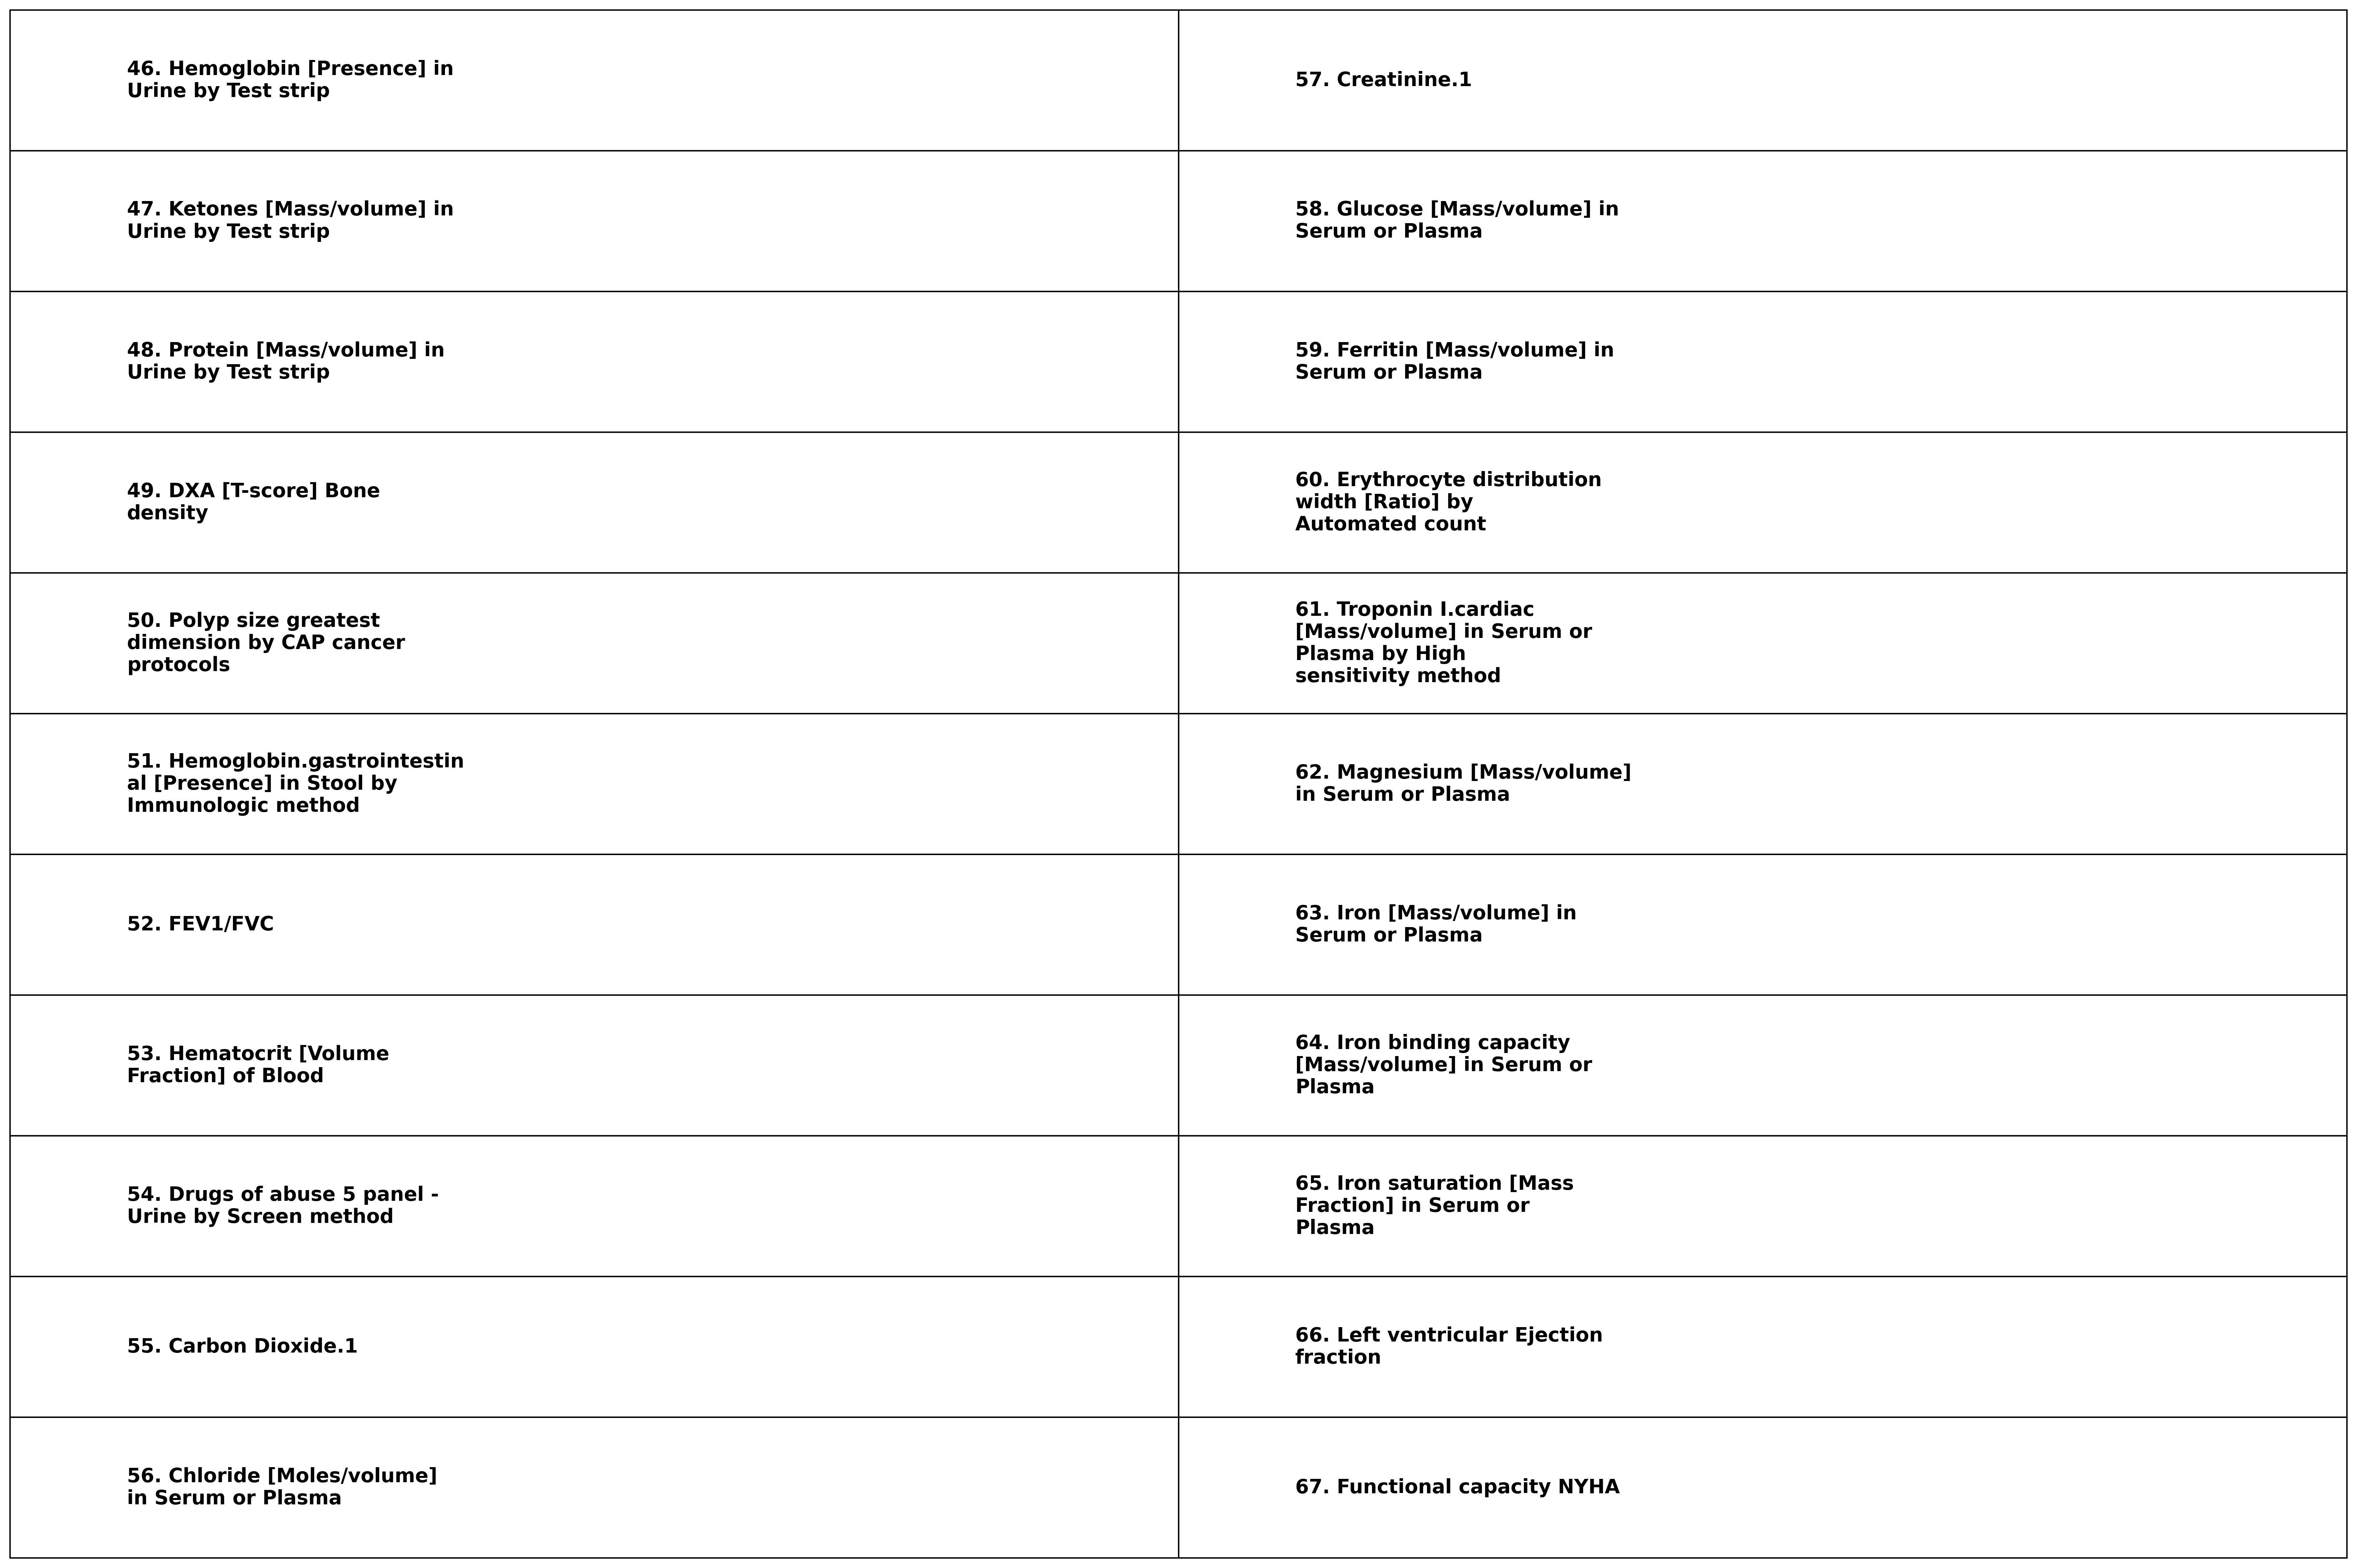 46. Hemoglobin [Presence] in
Urine by Test strip
47. Ketones [Mass/volume] in
Urine by Test strip
48. Protein [Mass/volume] in
Urine by Test strip
49. DXA [T-score] Bone
density
50. Polyp size greatest
dimension by CAP cancer
protocols
51. Hemoglobin.gastrointestin
al [Presence] in Stool by
Immunologic method
52. FEV1/FVC
53. Hematocrit [Volume
Fraction] of Blood
54. Drugs of abuse 5 panel -
Urine by Screen method
55. Carbon Dioxide.1
56. Chloride [Moles/volume]
in Serum or Plasma
57. Creatinine.1
58. Glucose [Mass/volume] in
Serum or Plasma
59. Ferritin [Mass/volume] in
Serum or Plasma
60. Erythrocyte distribution
width [Ratio] by
Automated count
61. Troponin I.cardiac
[Mass/volume] in Serum or
Plasma by High
sensitivity method
62. Magnesium [Mass/volume]
in Serum or Plasma
63. Iron [Mass/volume] in
Serum or Plasma
64. Iron binding capacity
[Mass/volume] in Serum or
Plasma
65. Iron saturation [Mass
Fraction] in Serum or
Plasma
66. Left ventricular Ejection
fraction
67. Functional capacity NYHA